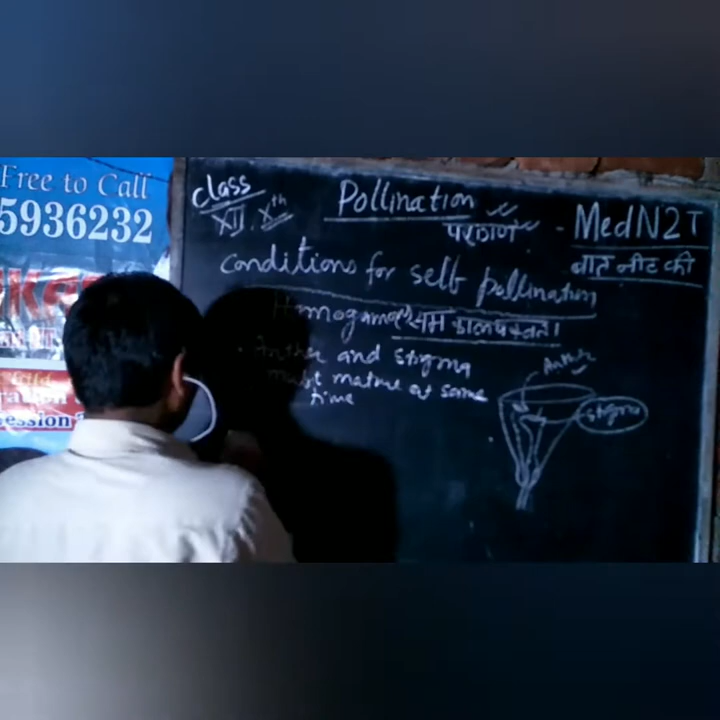 Free to Call
5936232
ession
class
XII . Xth
Pollination
परागण
MedN2T
बात नीट की
Conditions for self pollination
Homogamy
Anther and stigma
must mature at same
time
Anther
stigma